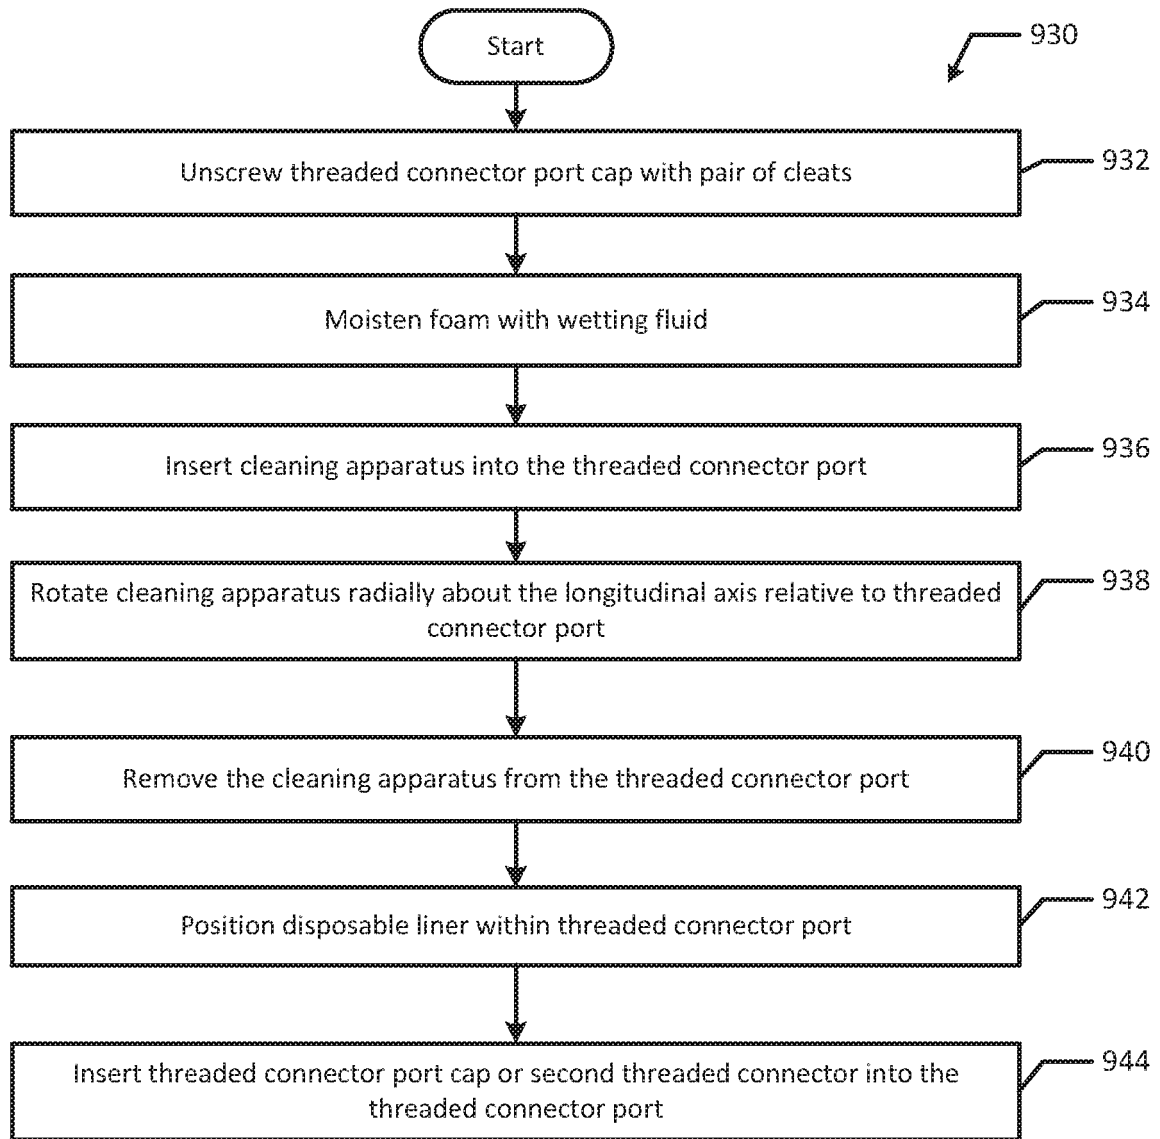 Start
930
Unscrew threaded connector port cap with pair of cleats
932
Moisten foam with wetting fluid
934
Insert cleaning apparatus into the threaded connector port
936
Rotate cleaning apparatus radially about the longitudinal axis relative to threaded
connector port
938
Remove the cleaning apparatus from the threaded connector port
940
Position disposable liner within threaded connector port
942
Insert threaded connector port cap or second threaded connector into the
threaded connector port
944